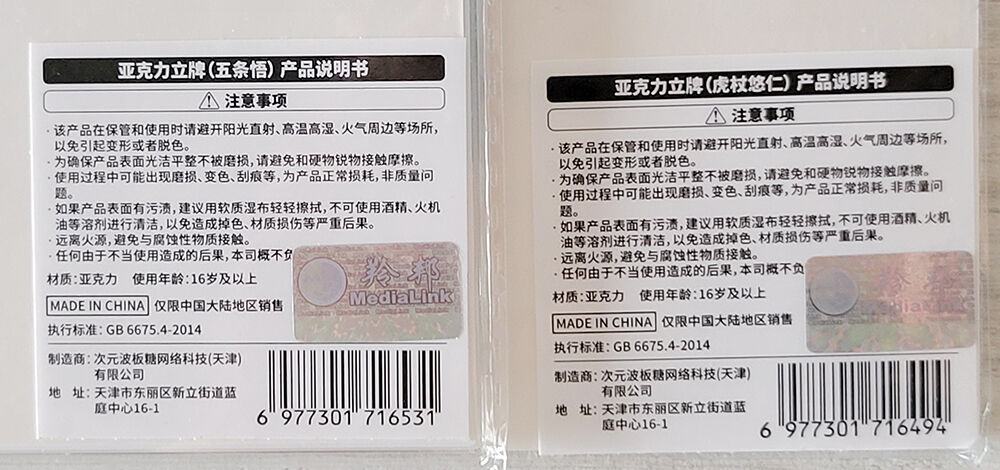 亚克力立牌(五条悟) 产品说明书
注意事项
·该产品在保管和使用时请避开阳光直射、高温高湿、火气周边等场所,
以免引起变形或者脱色。
·为确保产品表面光洁平整不被磨损,请避免和硬物锐物接触摩擦。
·使用过程中可能出现磨损、变色、刮痕等,为产品正常损耗,非质量问
题。
·如果产品表面有污渍,建议用软质湿布轻轻擦拭,不可使用酒精、火机
油等溶剂进行清洁,以免造成掉色、材质损伤等严重后果。
·远离火源,避免与腐蚀性物质接触。
·任何由于不当使用造成的后果,本司概不负
羚邦
MediaLink
材质:亚克力 使用年龄:16岁及以上
MADE IN CHINA 仅限中国大陆地区销售
执行标准:GB 6675.4-2014
制造商:次元波板糖网络科技(天津)
有限公司
地 址:天津市东丽区新立街道蓝
庭中心16-1
6 977301 716531
亚克力立牌(虎杖悠仁) 产品说明书
注意事项
·该产品在保管和使用时请避开阳光直射、高温高湿、火气周边等场所,
以免引起变形或者脱色。
·为确保产品表面光洁平整不被磨损,请避免和硬物锐物接触摩擦。
·使用过程中可能出现磨损、变色、刮痕等,为产品正常损耗,非质量问
题。
·如果产品表面有污渍,建议用软质湿布轻轻擦拭,不可使用酒精、火机
油等溶剂进行清洁,以免造成掉色、材质损伤等严重后果。
·远离火源,避免与腐蚀性物质接触。
·任何由于不当使用造成的后果,本司概不负
材质:亚克力 使用年龄:16岁及以上
MediaLink
MADE IN CHINA 仅限中国大陆地区销售
执行标准:GB 6675.4-2014
制造商:次元波板糖网络科技(天津)
有限公司
地 址:天津市东丽区新立街道蓝
庭中心16-1
6 977301 716494